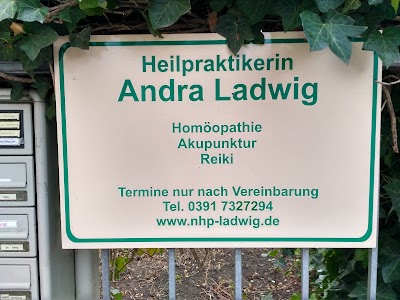 Heilpraktikerin
Andra Ladwig
Homöopathie
Akupunktur
Reiki
Termine nur nach Vereinbarung
Tel. 0391 7327294
www.nhp-ladwig.de